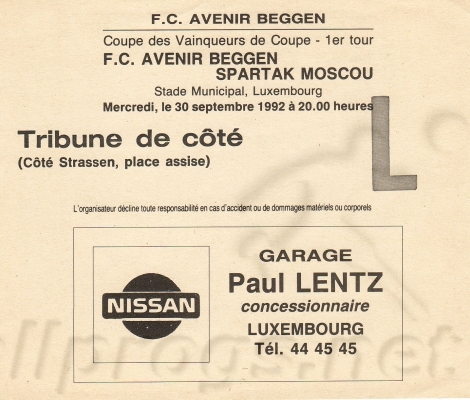 F.C. AVENIR BEGGEN
Coupe des Vainqueurs de Coupe - 1er tour
F.C. AVENIR BEGGEN
SPARTAK MOSCOU
Stade Municipal, Luxembourg
Mercredi, le 30 septembre 1992 à 20.00 heures
L
Tribune de côté
(Côté Strassen, place assise)
L'organisateur décline toute responsabilité en cas d'accident ou de dommages matériels ou corporels
NISSAN
GARAGE
Paul LENTZ
concessionnaire
LUXEMBOURG
Tél. 44 45 45